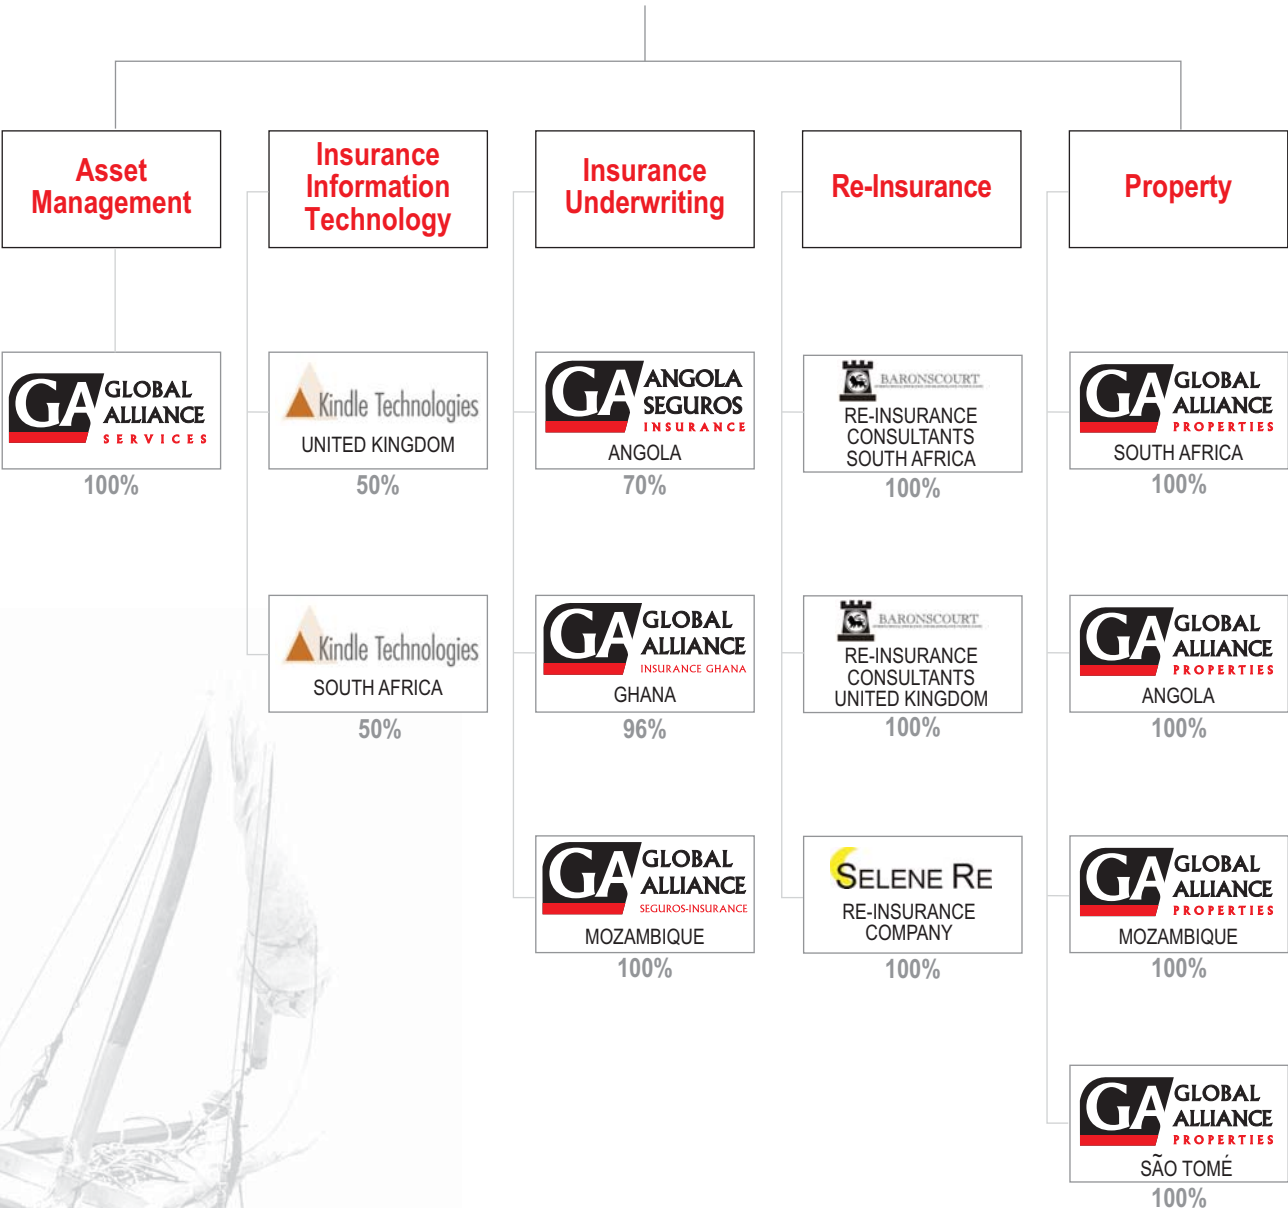 Asset
Management
Insurance
Information
Technology
Insurance
Underwriting
Re-Insurance
Property
GA GLOBAL
ALLIANCE
SERVICES
100%
Kindle Technologies
UNITED KINGDOM
50%
Kindle Technologies
SOUTH AFRICA
50%
GA ANGOLA
SEGUROS
INSURANCE
ANGOLA
70%
GA GLOBAL
ALLIANCE
INSURANCE GHANA
GHANA
96%
GA GLOBAL
ALLIANCE
SEGUROS-INSURANCE
MOZAMBIQUE
100%
BARONSCOURT
RE-INSURANCE
CONSULTANTS
SOUTH AFRICA
100%
BARONSCOURT
RE-INSURANCE
CONSULTANTS
UNITED KINGDOM
100%
SELENE RE
RE-INSURANCE
COMPANY
100%
GA GLOBAL
ALLIANCE
PROPERTIES
SOUTH AFRICA
100%
GA GLOBAL
ALLIANCE
PROPERTIES
ANGOLA
100%
GA GLOBAL
ALLIANCE
PROPERTIES
MOZAMBIQUE
100%
GA GLOBAL
ALLIANCE
PROPERTIES
SÃO TOMÉ
100%